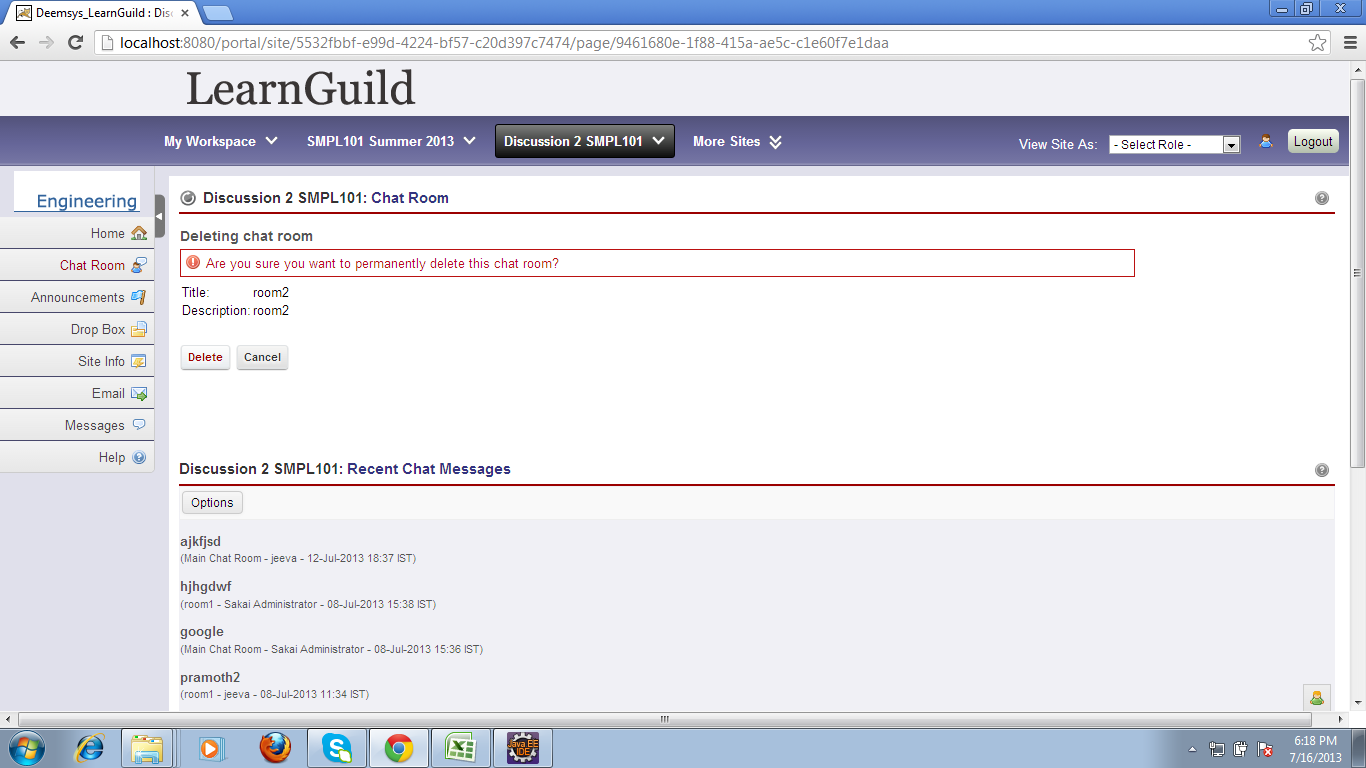 Deemsys_LearnGuild : Dis
localhost:8080/portal/site/5532fbbf-e99d-4224-bf57-c20d397c7474/page/9461680e-1f88-415a-ae5c-c1e60f7e1daa
LearnGuild
My Workspace SMPL101 Summer 2013 Discussion 2 SMPL101 More Sites View Site As: - Select Role - Logout
Engineering
Home
Chat Room
Announcements
Drop Box
Site Info
Email
Messages
Help
Discussion 2 SMPL101: Chat Room
Deleting chat room
Are you sure you want to permanently delete this chat room?
Title: room2
Description: room2
Delete Cancel
Discussion 2 SMPL101: Recent Chat Messages
Options
ajkfjsd
(Main Chat Room - jeeva - 12-Jul-2013 18:37 IST)
hjhgdwf
(room1 - Sakai Administrator - 08-Jul-2013 15:38 IST)
google
(Main Chat Room - Sakai Administrator - 08-Jul-2013 15:36 IST)
pramoth2
(room1 - jeeva - 08-Jul-2013 11:34 IST)
Java EE
IDE
6:18 PM
7/16/2013